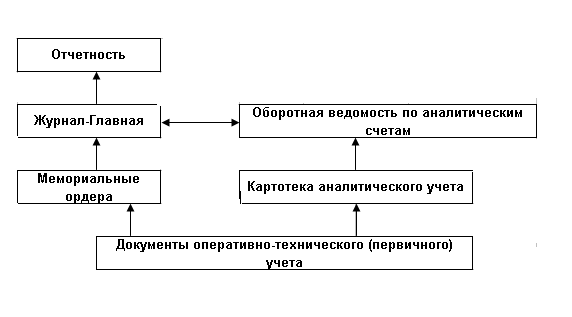 Отчетность
Журнал-Главная
Оборотная ведомость по аналитическим
счетам
Мемориальные
ордера
Картотека аналитического учета
Документы оперативно-технического (первичного)
учета